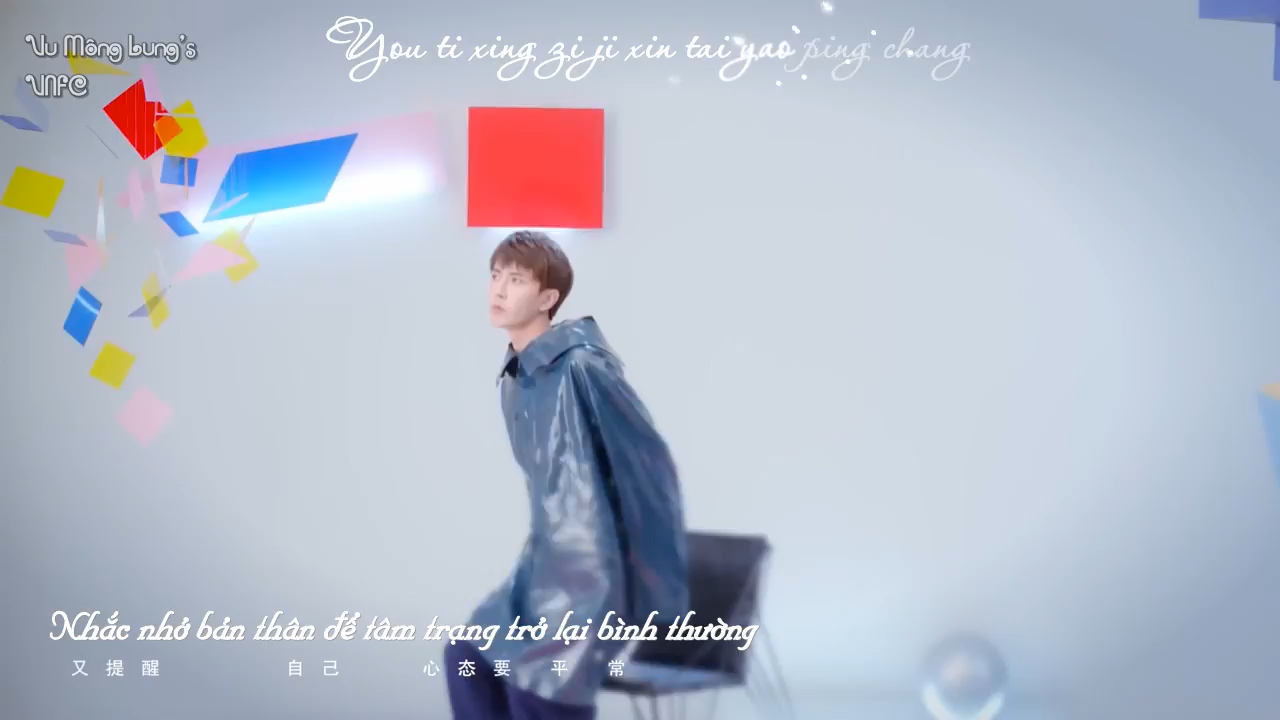 Vu Mông Lung's
VNFC
You ti xing zi ji xin tai yao ping chang
Nhắc nhở bản thân để tâm trạng trở lại bình thường
又提醒 自己 心态要平常